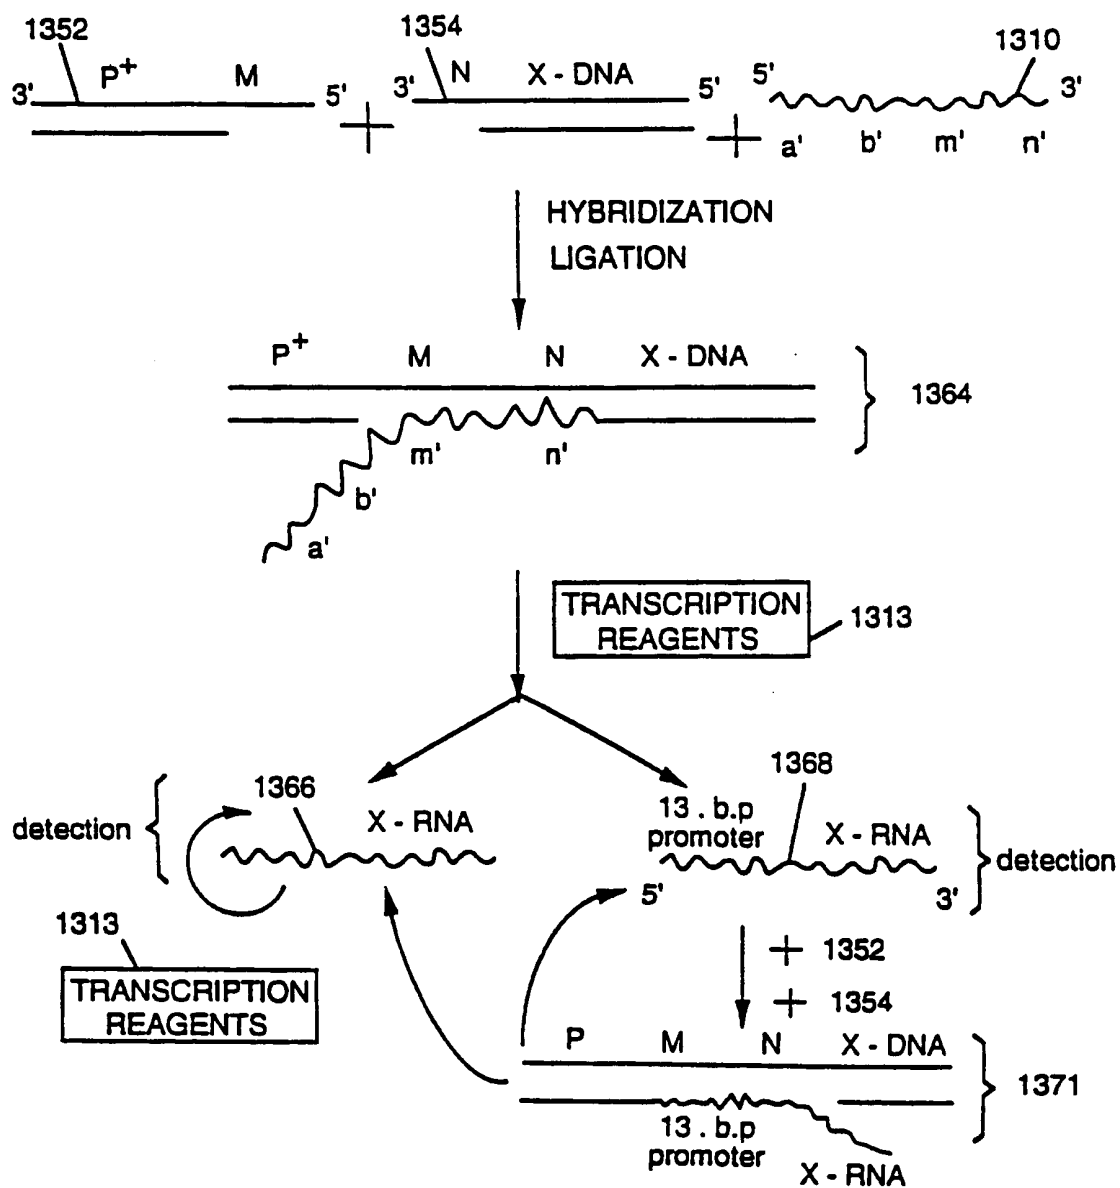 1352
1354
1310
P+ M
N X - DNA
3' 5' 3' 5' 5' 3'
+ +
a' b' m' n'
HYBRIDIZATION
LIGATION
P+ M N X - DNA
1364
m' n'
b'
a'
TRANSCRIPTION
REAGENTS
1313
1366
X - RNA
detection
1368
13 . b.p
promoter
X - RNA
5' 3'
detection
1313
TRANSCRIPTION
REAGENTS
+ 1352
+ 1354
P M N X - DNA
1371
13 . b.p
promoter
X - RNA